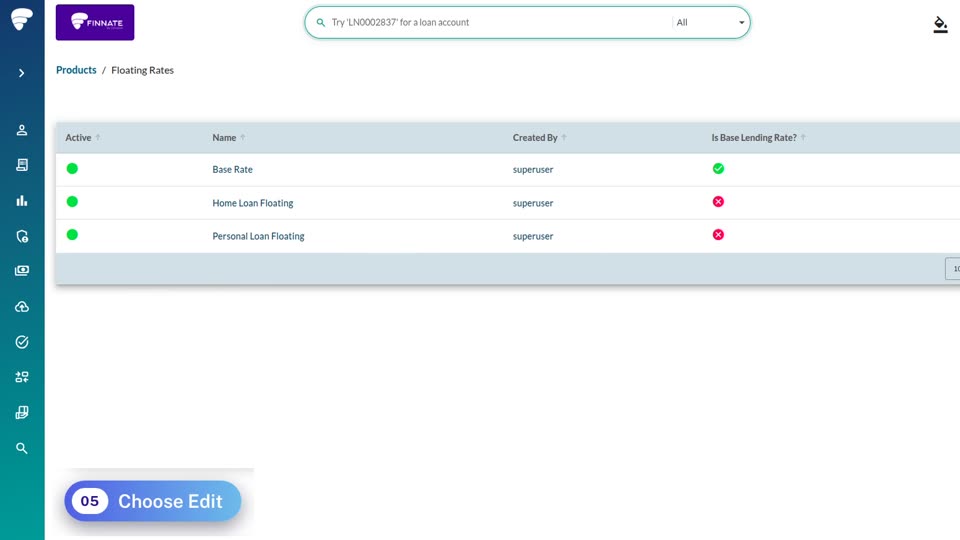 FINNATE
Try 'LN0002837' for a loan account
All
Products / Floating Rates
Active Name Created By Is Base Lending Rate?
Base Rate superuser
Home Loan Floating superuser
Personal Loan Floating superuser
10
05 Choose Edit